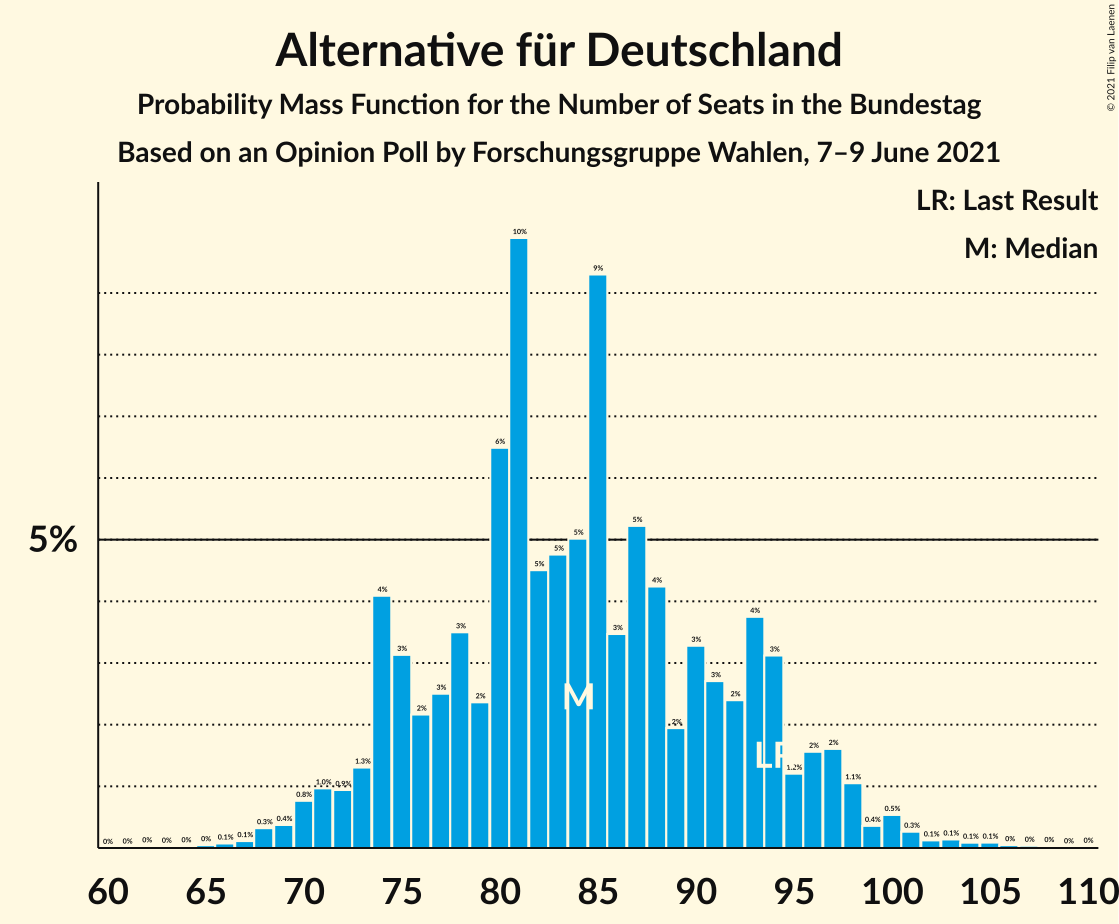 Alternative für Deutschland
Probability Mass Function for the Number of Seats in the Bundestag
Based on an Opinion Poll by Forschungsgruppe Wahlen, 7–9 June 2021
© 2021 Filip van Laenen
LR: Last Result
M: Median
5%
0% 0% 0% 0% 0% 0% 0.1% 0.1% 0.3% 0.4% 0.8% 1.0% 0.9% 1.3% 4% 3% 2% 3% 3% 2% 6% 10% 5% 5% 5% 9% 3% 5% 4% 2% 3% 3% 2% 4% 3% 1.2% 2% 2% 1.1% 0.4% 0.5% 0.3% 0.1% 0.1% 0.1% 0.1% 0% 0% 0% 0% 0%
M
LR
60 65 70 75 80 85 90 95 100 105 110